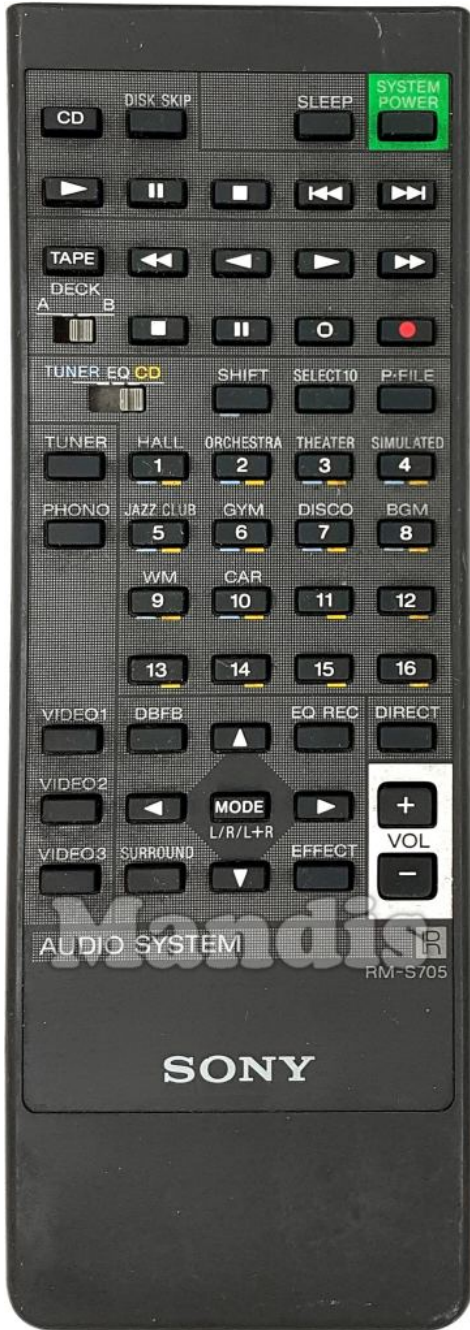 SYSTEM
DISK SKIP SLEEP POWER
CD
TAPE
DECK
A B
TUNER EQ CD SHIFT SELECT10 P·FILE
TUNER HALL ORCHESTRA THEATER SIMULATED
1 2 3 4
PHONO JAZZ CLUB GYM DISCO BGM
5 6 7 8
WM CAR
9 10 11 12
13 14 15 16
VIDEO1 DBFB EQ REC DIRECT
VIDEO2
MODE +
L/R/L+R VOL
VIDEO3 SURROUND EFFECT
−
Mandis
AUDIO SYSTEM R
RM-S705
SONY